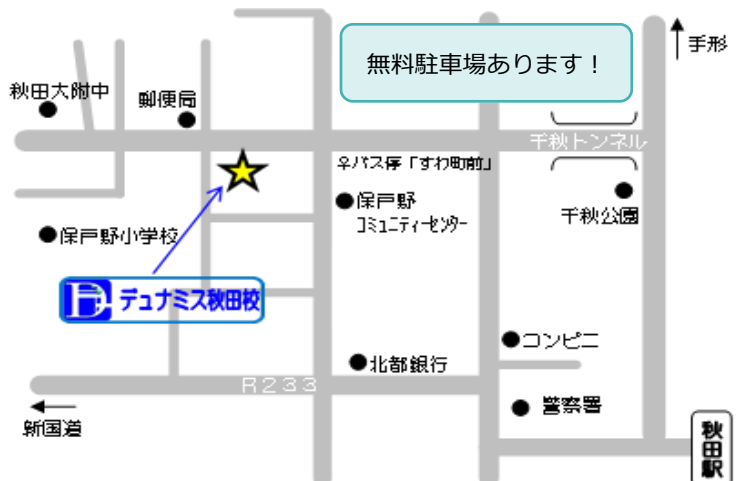 無料駐車場あります！
手形
秋田大附中
郵便局
千秋トンネル
バス停「すわ町前」
保戸野
コミュニティーセンター
千秋公園
保戸野小学校
デュナミス秋田校
コンビニ
北都銀行
R233
警察署
新国道
秋田駅